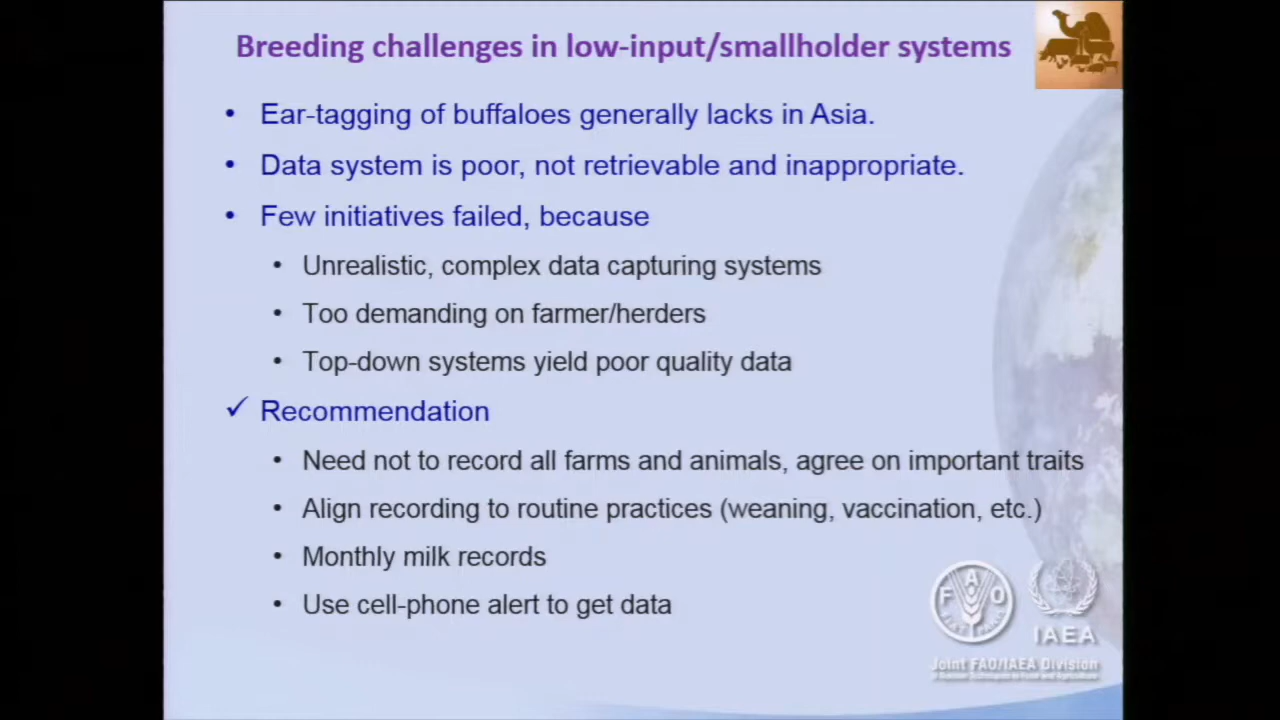 Breeding challenges in low-input/smallholder systems
• Ear-tagging of buffaloes generally lacks in Asia.
• Data system is poor, not retrievable and inappropriate.
• Few initiatives failed, because
• Unrealistic, complex data capturing systems
• Too demanding on farmer/herders
• Top-down systems yield poor quality data
✓ Recommendation
• Need not to record all farms and animals, agree on important traits
• Align recording to routine practices (weaning, vaccination, etc.)
• Monthly milk records
• Use cell-phone alert to get data
F A O
IAEA
Joint FAO/IAEA Division